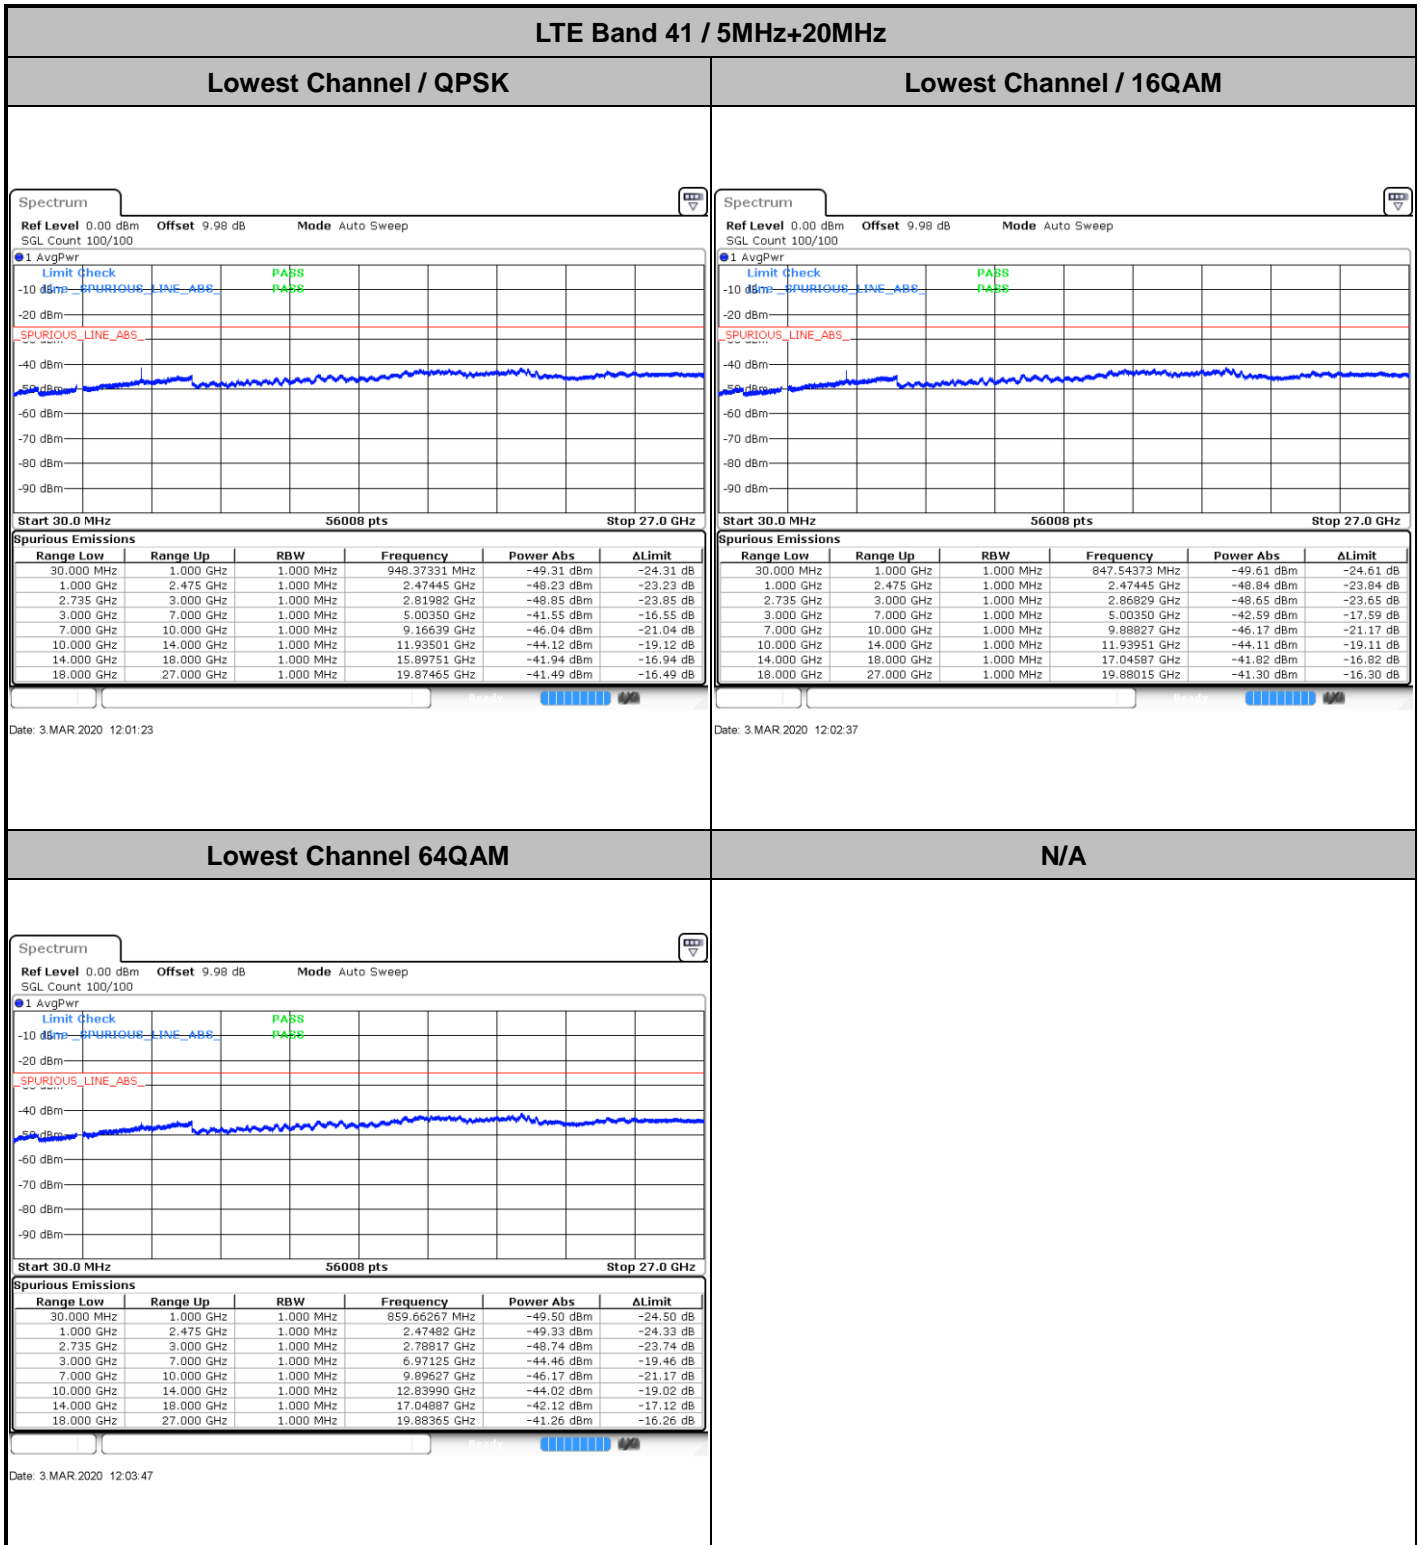 LTE Band 41 / 5MHz+20MHz
Lowest Channel / QPSK
Lowest Channel / 16QAM
Spectrum
Ref Level 0.00 dBm Offset 9.98 dB Mode Auto Sweep
SGL Count 100/100
1 AvgPwr
Limit Check PASS
Line _SPURIOUS_LINE_ABS_ PASS
-10 dBm
-20 dBm
_SPURIOUS_LINE_ABS_
-40 dBm
-50 dBm
-60 dBm
-70 dBm
-80 dBm
-90 dBm
Start 30.0 MHz 56008 pts Stop 27.0 GHz
Spurious Emissions
Range Low Range Up RBW Frequency Power Abs ΔLimit
30.000 MHz 1.000 GHz 1.000 MHz 948.37331 MHz -49.31 dBm -24.31 dB
1.000 GHz 2.475 GHz 1.000 MHz 2.47445 GHz -48.23 dBm -23.23 dB
2.735 GHz 3.000 GHz 1.000 MHz 2.81982 GHz -48.85 dBm -23.85 dB
3.000 GHz 7.000 GHz 1.000 MHz 5.00350 GHz -41.55 dBm -16.55 dB
7.000 GHz 10.000 GHz 1.000 MHz 9.16639 GHz -46.04 dBm -21.04 dB
10.000 GHz 14.000 GHz 1.000 MHz 11.93501 GHz -44.12 dBm -19.12 dB
14.000 GHz 18.000 GHz 1.000 MHz 15.89751 GHz -41.94 dBm -16.94 dB
18.000 GHz 27.000 GHz 1.000 MHz 19.87465 GHz -41.49 dBm -16.49 dB
Date: 3.MAR.2020 12:01:23
Spectrum
Ref Level 0.00 dBm Offset 9.98 dB Mode Auto Sweep
SGL Count 100/100
1 AvgPwr
Limit Check PASS
Line _SPURIOUS_LINE_ABS_ PASS
-10 dBm
-20 dBm
_SPURIOUS_LINE_ABS_
-40 dBm
-50 dBm
-60 dBm
-70 dBm
-80 dBm
-90 dBm
Start 30.0 MHz 56008 pts Stop 27.0 GHz
Spurious Emissions
Range Low Range Up RBW Frequency Power Abs ΔLimit
30.000 MHz 1.000 GHz 1.000 MHz 847.54373 MHz -49.61 dBm -24.61 dB
1.000 GHz 2.475 GHz 1.000 MHz 2.47445 GHz -48.84 dBm -23.84 dB
2.735 GHz 3.000 GHz 1.000 MHz 2.86829 GHz -48.65 dBm -23.65 dB
3.000 GHz 7.000 GHz 1.000 MHz 5.00350 GHz -42.59 dBm -17.59 dB
7.000 GHz 10.000 GHz 1.000 MHz 9.88827 GHz -46.17 dBm -21.17 dB
10.000 GHz 14.000 GHz 1.000 MHz 11.93951 GHz -44.11 dBm -19.11 dB
14.000 GHz 18.000 GHz 1.000 MHz 17.04587 GHz -41.82 dBm -16.82 dB
18.000 GHz 27.000 GHz 1.000 MHz 19.88015 GHz -41.30 dBm -16.30 dB
Ready
Date: 3.MAR.2020 12:02:37
Lowest Channel 64QAM
N/A
Spectrum
Ref Level 0.00 dBm Offset 9.98 dB Mode Auto Sweep
SGL Count 100/100
1 AvgPwr
Limit Check PASS
Line _SPURIOUS_LINE_ABS_ PASS
-10 dBm
-20 dBm
_SPURIOUS_LINE_ABS_
-40 dBm
-50 dBm
-60 dBm
-70 dBm
-80 dBm
-90 dBm
Start 30.0 MHz 56008 pts Stop 27.0 GHz
Spurious Emissions
Range Low Range Up RBW Frequency Power Abs ΔLimit
30.000 MHz 1.000 GHz 1.000 MHz 859.66267 MHz -49.50 dBm -24.50 dB
1.000 GHz 2.475 GHz 1.000 MHz 2.47482 GHz -49.33 dBm -24.33 dB
2.735 GHz 3.000 GHz 1.000 MHz 2.78817 GHz -48.74 dBm -23.74 dB
3.000 GHz 7.000 GHz 1.000 MHz 6.97125 GHz -44.46 dBm -19.46 dB
7.000 GHz 10.000 GHz 1.000 MHz 9.89627 GHz -46.17 dBm -21.17 dB
10.000 GHz 14.000 GHz 1.000 MHz 12.83990 GHz -44.02 dBm -19.02 dB
14.000 GHz 18.000 GHz 1.000 MHz 17.04887 GHz -42.12 dBm -17.12 dB
18.000 GHz 27.000 GHz 1.000 MHz 19.88365 GHz -41.26 dBm -16.26 dB
Ready
Date: 3.MAR.2020 12:03:47